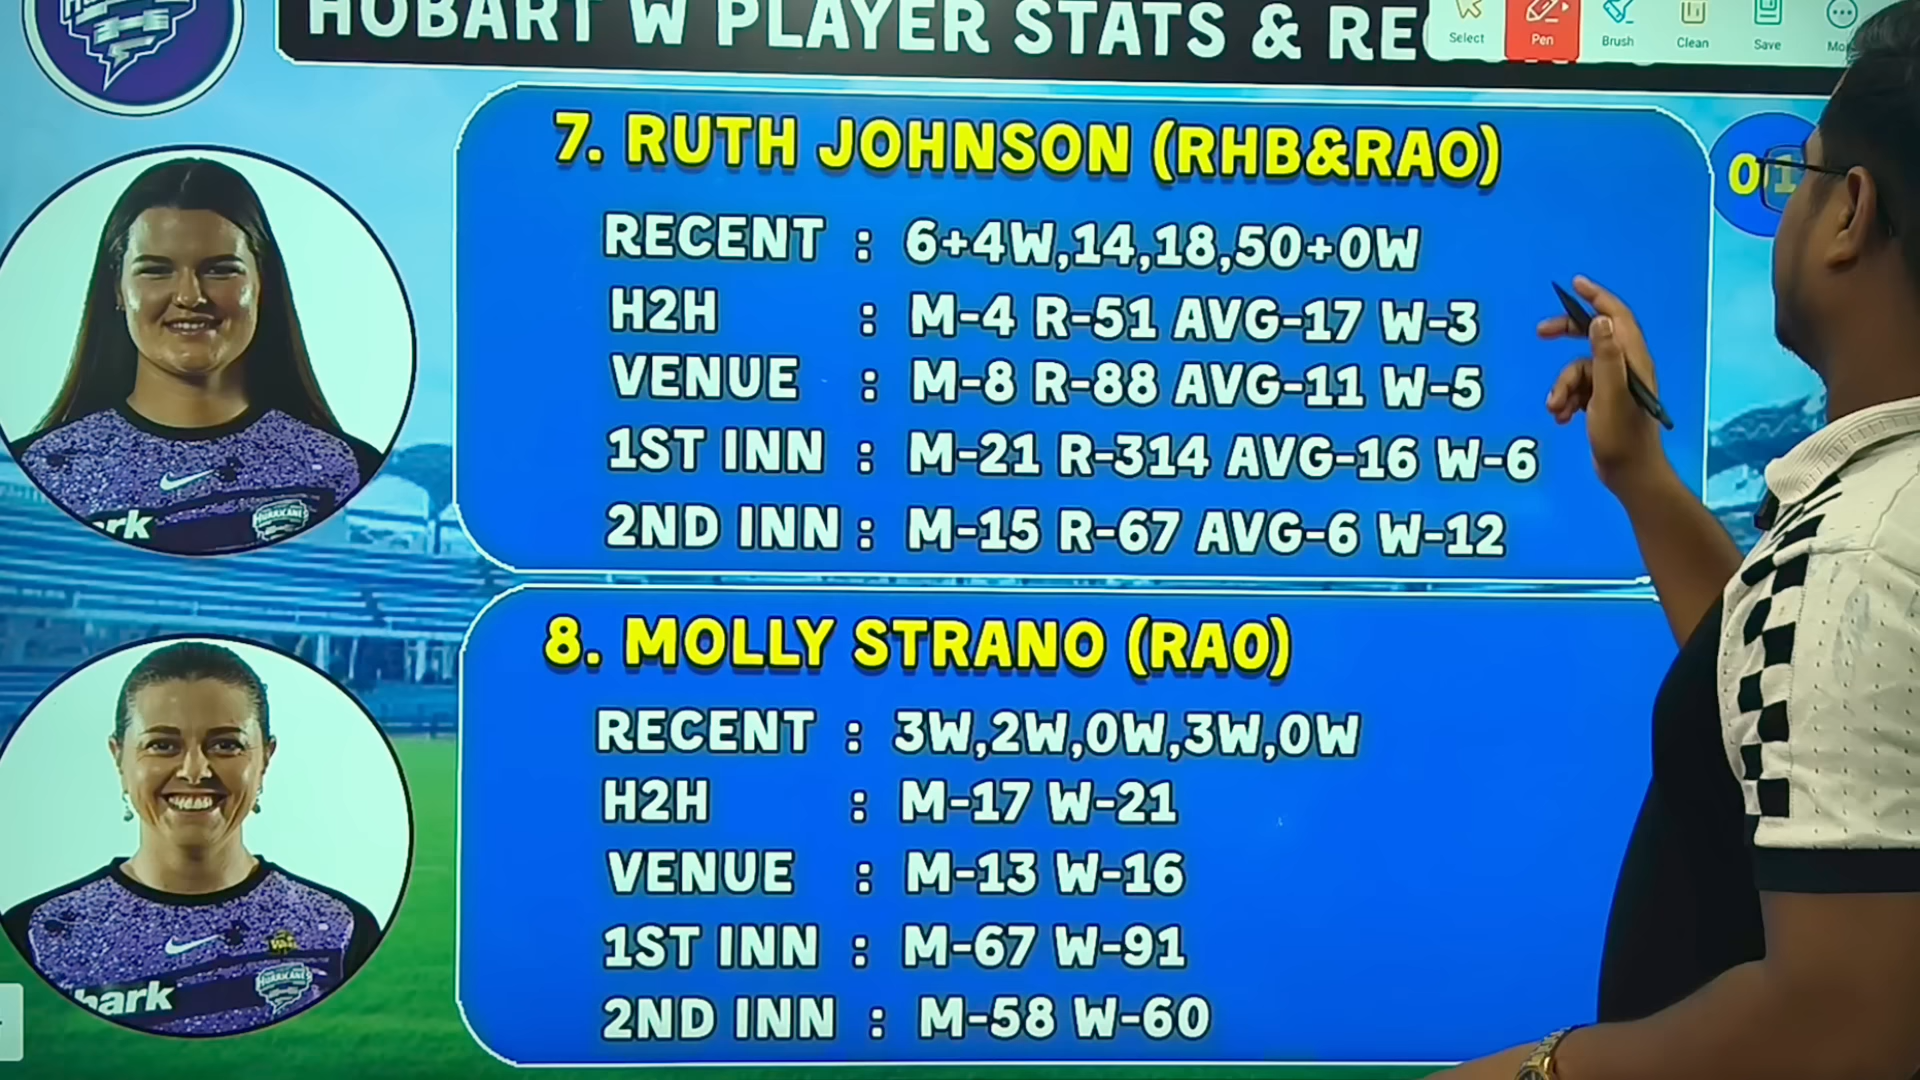 HOBART W PLAYER STATS & RE
Select Pen Brush Clean Save
7. RUTH JOHNSON (RHB&RAO)
RECENT : 6+4W,14,18,50+0W
H2H : M-4 R-51 AVG-17 W-3
VENUE : M-8 R-88 AVG-11 W-5
1ST INN : M-21 R-314 AVG-16 W-6
2ND INN : M-15 R-67 AVG-6 W-12
HURRICANES
8. MOLLY STRANO (RAO)
RECENT : 3W,2W,0W,3W,0W
H2H : M-17 W-21
VENUE : M-13 W-16
1ST INN : M-67 W-91
2ND INN : M-58 W-60
HURRICANES